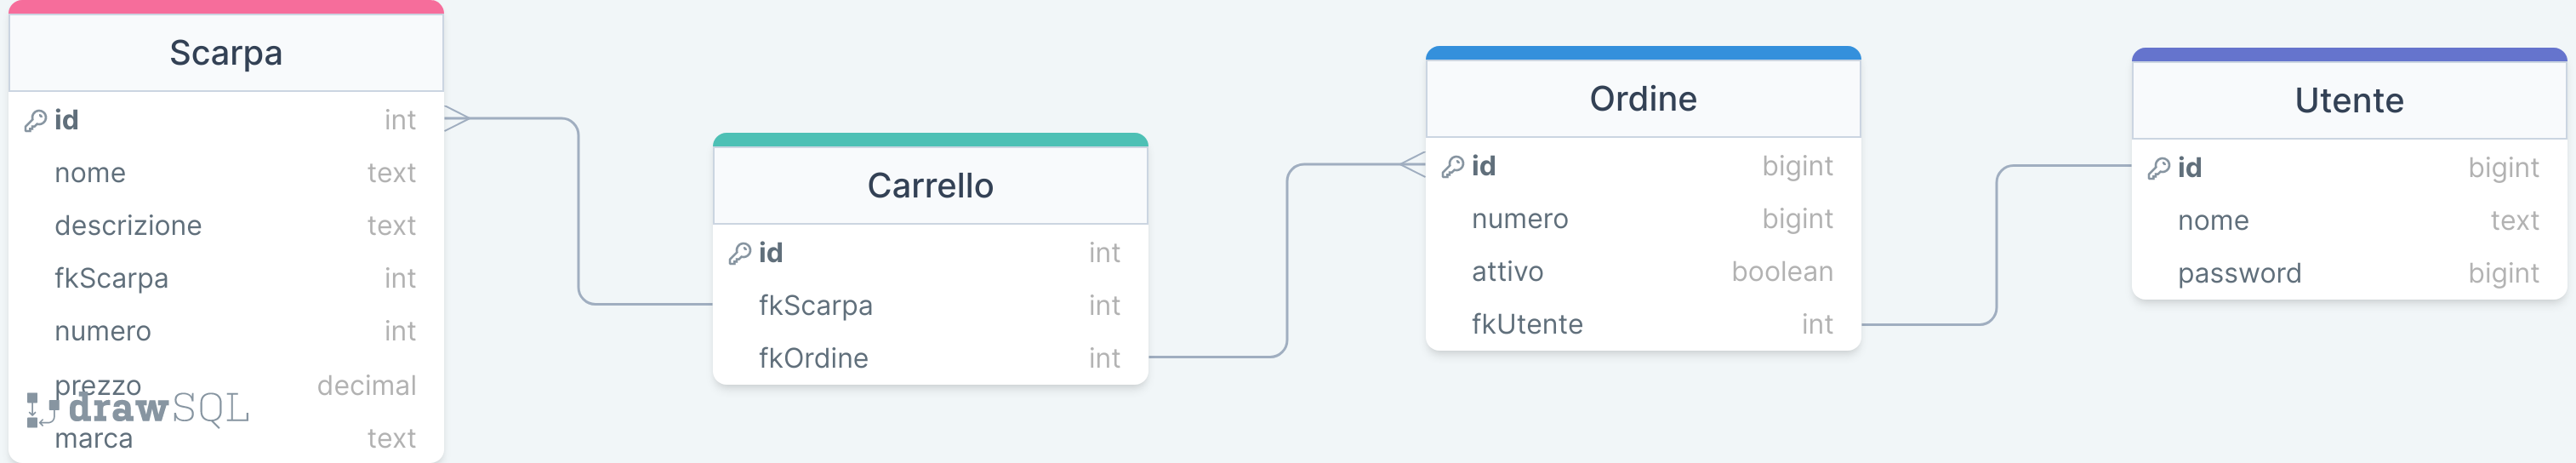 Scarpa
id int
nome text
descrizione text
fkScarpa int
numero int
prezzo decimal
drawSQL
marca text
Carrello
id int
fkScarpa int
fkOrdine int
Ordine
id bigint
numero bigint
attivo boolean
fkUtente int
Utente
id bigint
nome text
password bigint